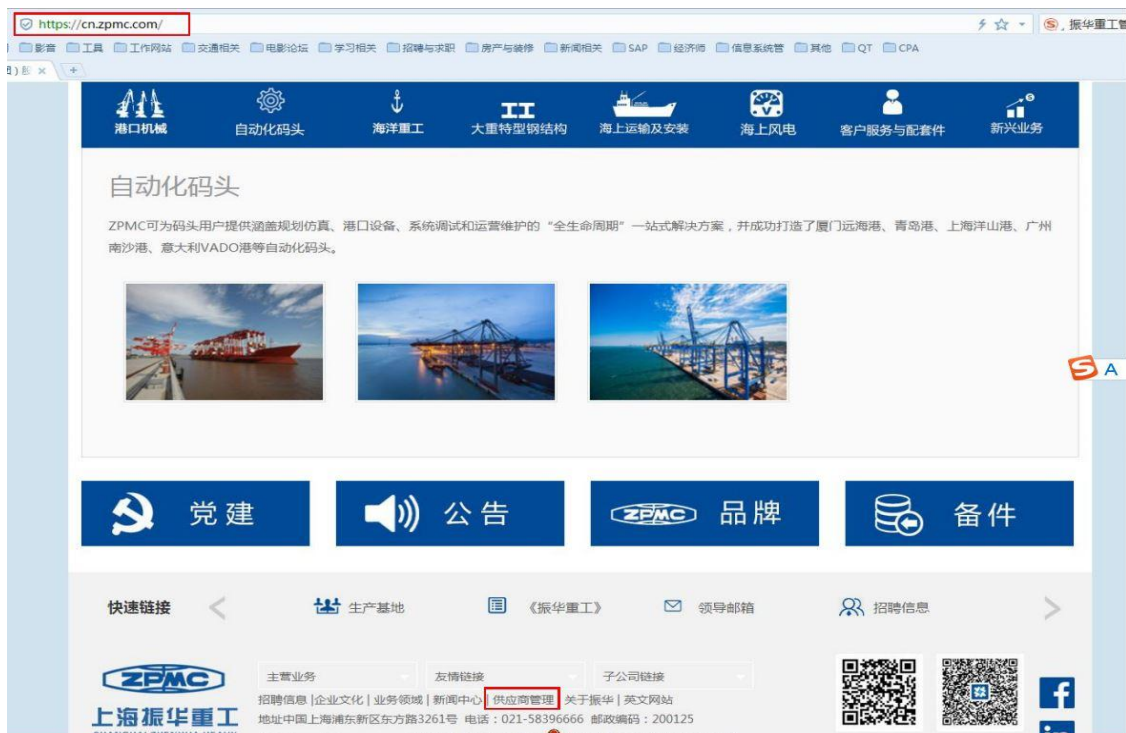 https://cn.zpmc.com/
振华重工管
影音 工具 工作网站 交通相关 电影论坛 学习相关 招聘与求职 房产与装修 新闻相关 SAP 经济师 信息系统管 其他 QT CPA
港口机械 自动化码头 海洋重工 大重特型钢结构 海上运输及安装 海上风电 客户服务与配套件 新兴业务
自动化码头
ZPMC可为码头用户提供涵盖规划仿真、港口设备、系统调试和运营维护的“全生命周期”一站式解决方案，并成功打造了厦门远海港、青岛港、上海洋山港、广州
南沙港、意大利VADO港等自动化码头。
A
党建 公告 ZPMC 品牌 备件
快速链接 生产基地 《振华重工》 领导邮箱 招聘信息
ZPMC
上海振华重工
主营业务 友情链接 子公司链接
招聘信息 |企业文化 | 业务领域 | 新闻中心 | 供应商管理 | 关于振华 | 英文网站
地址中国上海浦东新区东方路3261号 电话：021-58396666 邮政编码：200125